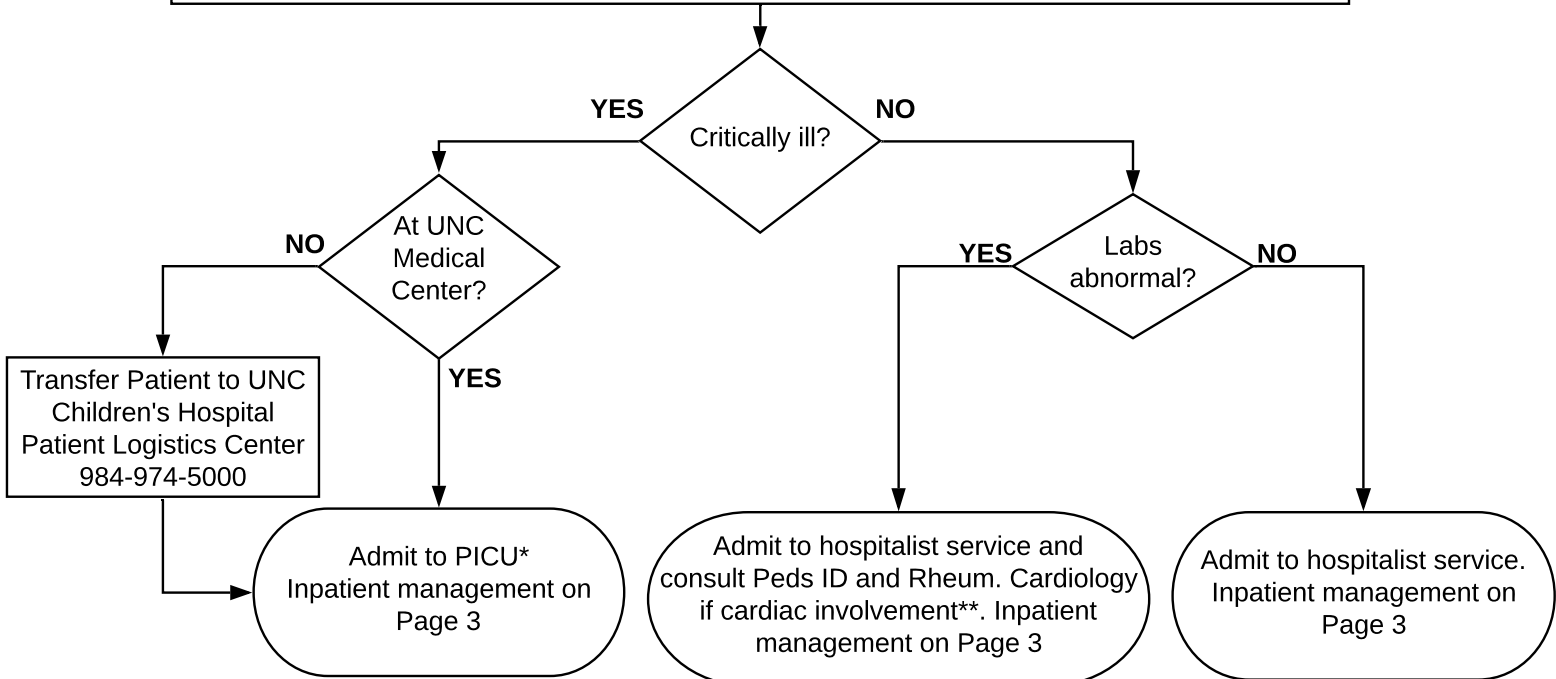 YES
NO
Critically ill?
At UNC
Medical
Center?
NO
YES
Labs
abnormal?
YES
NO
Transfer Patient to UNC
Children's Hospital
Patient Logistics Center
984-974-5000
Admit to PICU*
Inpatient management on
Page 3
Admit to hospitalist service and
consult Peds ID and Rheum. Cardiology
if cardiac involvement**. Inpatient
management on Page 3
Admit to hospitalist service.
Inpatient management on
Page 3